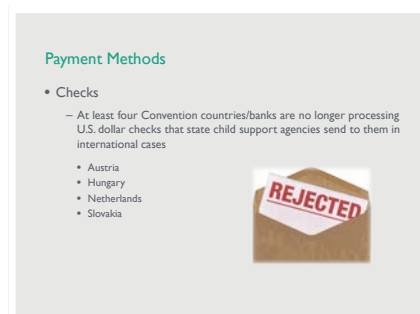 Payment Methods
• Checks
– At least four Convention countries/banks are no longer processing
U.S. dollar checks that state child support agencies send to them in
international cases
• Austria
• Hungary
• Netherlands
• Slovakia
REJECTED